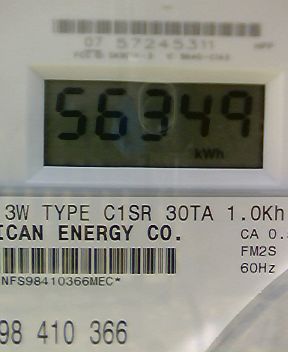 07 57245311
56349
kWh
3W TYPE C1SR 30TA 1.0Kh
ICAN ENERGY CO.
CA 0.
FM2S
60Hz
NFS98410366MEC*
98 410 366